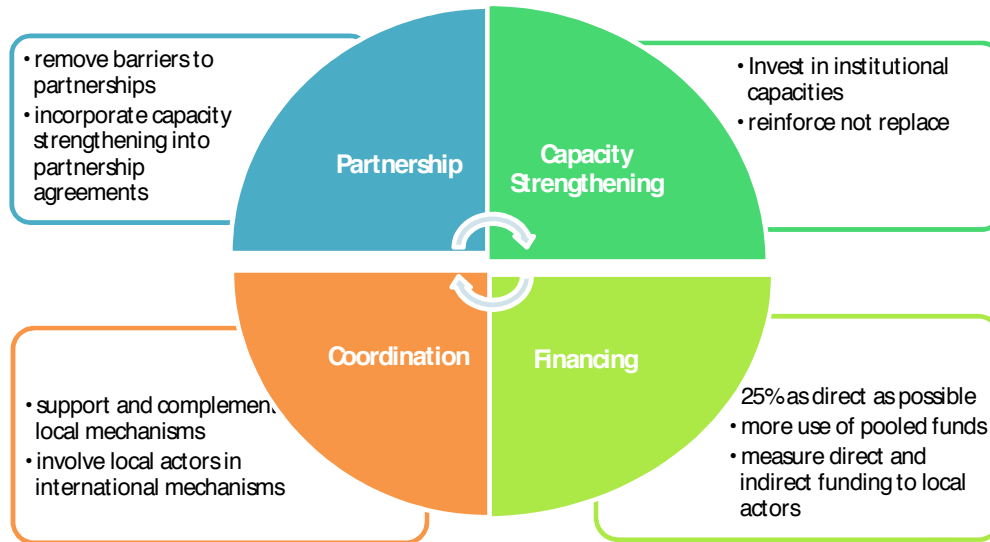 • remove barriers to
partnerships
• incorporate capacity
strengthening into
partnership
agreements
Partnership
Capacity
Strengthening
• Invest in institutional
capacities
• reinforce not replace
Coordination
Financing
• support and complement
local mechanisms
• involve local actors in
international mechanisms
25% as direct as possible
• more use of pooled funds
• measure direct and
indirect funding to local
actors